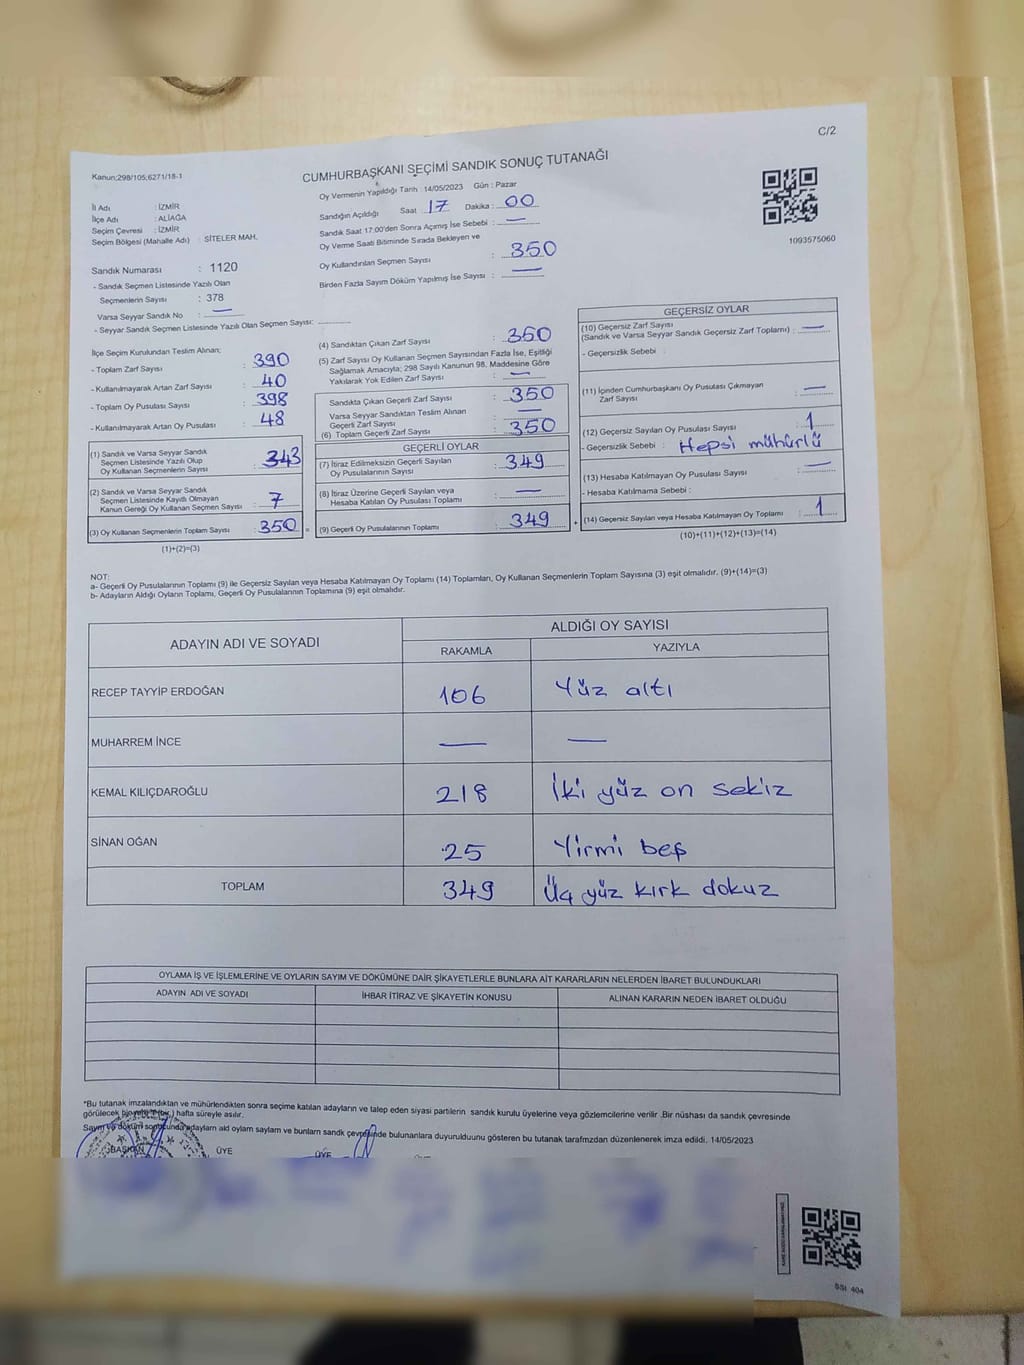 C/2
Kanun;298/105;6271/18-1
CUMHURBAŞKANI SEÇİMİ SANDIK SONUÇ TUTANAĞI
Oy Vermenin Yapıldığı Tarih : 14/05/2023 Gün : Pazar
İl Adı : İZMİR
İlçe Adı : ALİAĞA
Seçim Çevresi : İZMİR
Seçim Bölgesi (Mahalle Adı) : SİTELER MAH.
Sandığın Açıldığı Saat 17 Dakika : 00
Sandık Saat 17:00'den Sonra Açımış İse Sebebi : —
Oy Verme Saati Bitiminde Sırada Bekleyen ve
Oy Kullandırılan Seçmen Sayısı : 350
Birden Fazla Sayım Döküm Yapılmış İse Sayısı : —
1093575060
Sandık Numarası : 1120
- Sandık Seçmen Listesinde Yazılı Olan
Seçmenlerin Sayısı : 378
Varsa Seyyar Sandık No : —
- Seyyar Sandık Seçmen Listesinde Yazılı Olan Seçmen Sayısı:
İlçe Seçim Kurulundan Teslim Alınan;
- Toplam Zarf Sayısı : 390
- Kullanılmayarak Artan Zarf Sayısı : 40
- Toplam Oy Pusulası Sayısı : 398
- Kullanılmayarak Artan Oy Pusulası : 48
(1) Sandık ve Varsa Seyyar Sandık
Seçmen Listesinde Yazılı Olup
Oy Kullanan Seçmenlerin Sayısı : 343
(2) Sandık ve Varsa Seyyar Sandık
Seçmen Listesinde Kayıtlı Olmayan
Kanun Gereği Oy Kullanan Seçmen Sayısı : 7
(3) Oy Kullanan Seçmenlerin Toplam Sayısı : 350
(1)+(2)=(3)
(4) Sandıktan Çıkan Zarf Sayısı : 350
(5) Zarf Sayısı Oy Kullanan Seçmen Sayısından Fazla İse, Eşitliği
Sağlamak Amacıyla; 298 Sayılı Kanunun 98. Maddesine Göre
Yakılarak Yok Edilen Zarf Sayısı : —
Sandıkta Çıkan Geçerli Zarf Sayısı : 350
Varsa Seyyar Sandıktan Teslim Alınan
Geçerli Zarf Sayısı : —
(6) Toplam Geçerli Zarf Sayısı : 350
GEÇERLİ OYLAR
(7) İtiraz Edilmeksizin Geçerli Sayılan
Oy Pusulasının Sayısı : 349
(8) İtiraz Üzerine Geçerli Sayılan veya
Hesaba Katılan Oy Pusulası Toplamı : —
(9) Geçerli Oy Pusulalarının Toplamı : 349
GEÇERSİZ OYLAR
(10) Geçersiz Zarf Sayısı
(Sandık ve Varsa Seyyar Sandık Geçersiz Zarf Toplamı) : —
- Geçersizlik Sebebi :
(11) İçinden Cumhurbaşkanı Oy Pusulası Çıkmayan
Zarf Sayısı : —
(12) Geçersiz Sayılan Oy Pusulası Sayısı : 1
- Geçersizlik Sebebi : Hepsi mühürlü
(13) Hesaba Katılmayan Oy Pusulası Sayısı : —
- Hesaba Katılmama Sebebi :
(14) Geçersiz Sayılan veya Hesaba Katılmayan Oy Toplamı : 1
(10)+(11)+(12)+(13)=(14)
NOT:
a- Geçerli Oy Pusulalarının Toplamı (9) ile Geçersiz Sayılan veya Hesaba Katılmayan Oy Toplamı (14) Toplamları, Oy Kullanan Seçmenlerin Toplam Sayısına (3) eşit olmalıdır. (9)+(14)=(3)
b- Adayların Aldığı Oyların Toplamı, Geçerli Oy Pusulalarının Toplamına (9) eşit olmalıdır.
ADAYIN ADI VE SOYADI ALDIĞI OY SAYISI
RAKAMLA YAZIYLA
RECEP TAYYİP ERDOĞAN 106 Yüz altı
MUHARREM İNCE — —
KEMAL KILIÇDAROĞLU 218 İki yüz on sekiz
SİNAN OĞAN 25 Yirmi beş
TOPLAM 349 Üç yüz kırk dokuz
OYLAMA İŞ VE İŞLEMLERİNE VE OYLARIN SAYIM VE DÖKÜMÜNE DAİR ŞİKAYETLERLE BUNLARA AİT KARARLARIN NELERDEN İBARET BULUNDUKLARI
ADAYIN ADI VE SOYADI İHBAR İTİRAZ VE ŞİKAYETİN KONUSU ALINAN KARARIN NEDEN İBARET OLDUĞU
*Bu tutanak imzalandıktan ve mühürlendikten sonra seçime katılan adayların ve talep eden siyasi partilerin sandık kurulu üyelerine veya gözlemcilerine verilir .Bir nüshası da sandık çevresinde
görülecek bir yere 1 (bir.) hafta süreyle asılır.
Sayım ve döküm sonucunda adayların ald oyların saylam ve bunların sandk çevresinde bulunanlara duyurulduunu gösteren bu tutanak tarafmzdan düzenlenerek imza edildi. 14/05/2023
BAŞKAN ÜYE ÜYE
SSI 404